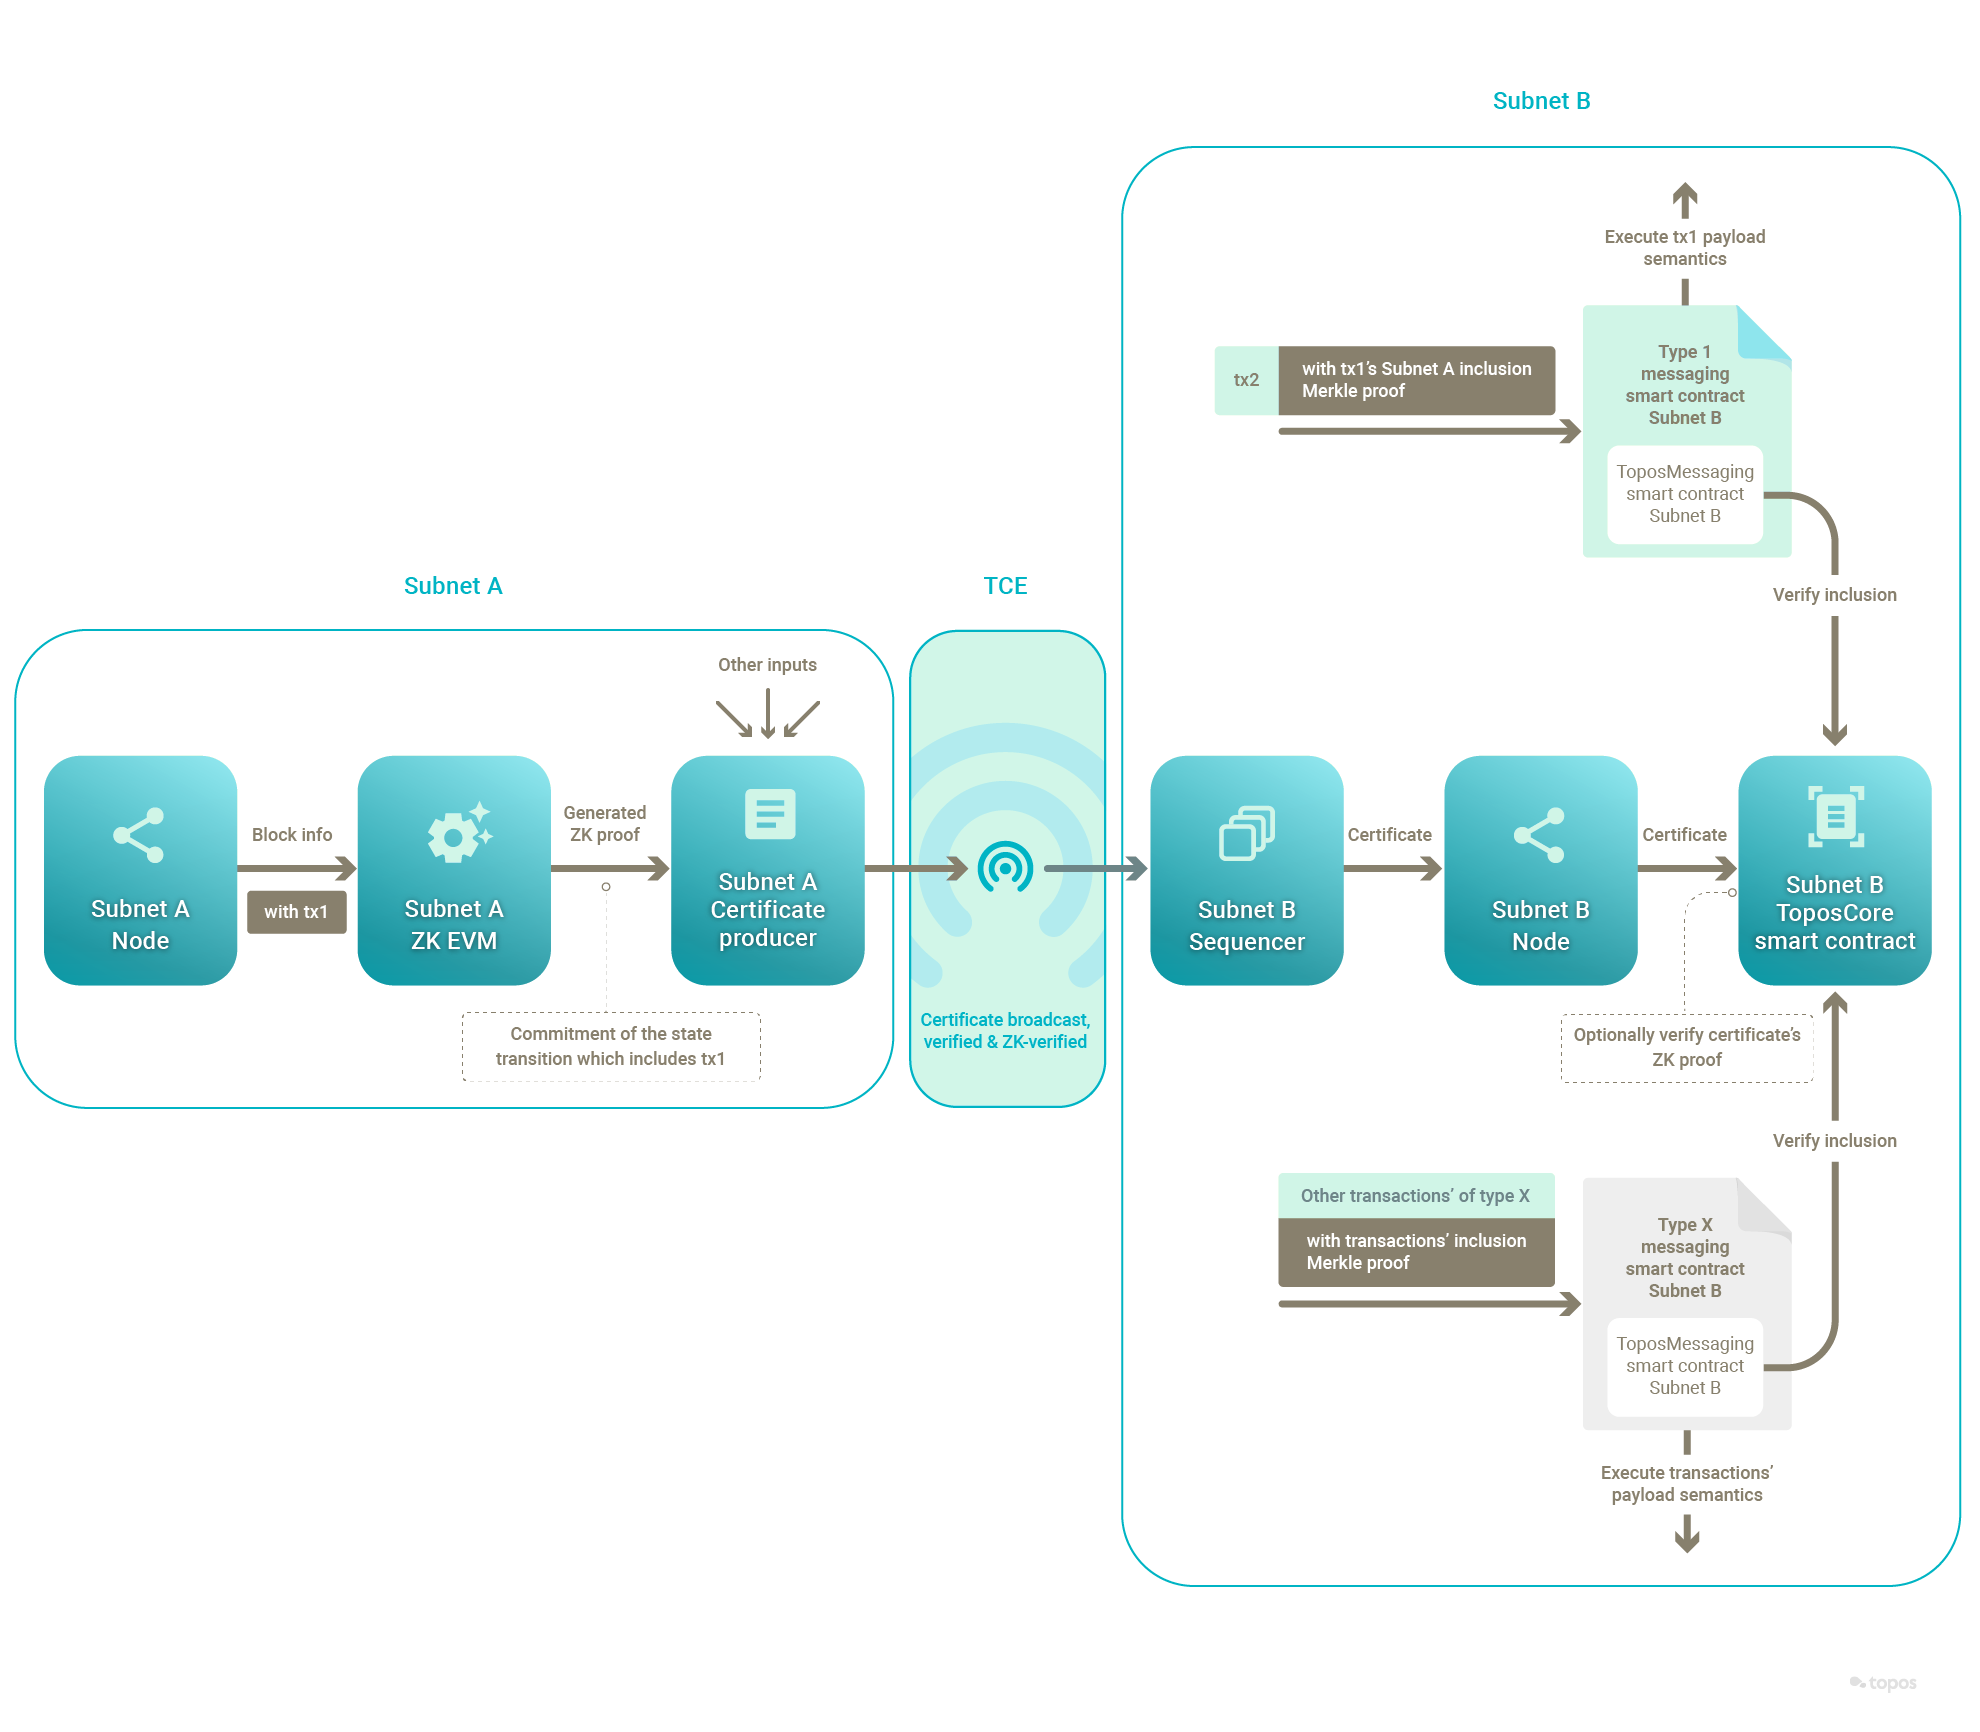 Subnet B
Execute tx1 payload
semantics
tx2
with tx1’s Subnet A inclusion
Merkle proof
Type 1
messaging
smart contract
Subnet B
ToposMessaging
smart contract
Subnet B
Verify inclusion
Subnet A
Other inputs
Subnet A
Node
Block info
with tx1
Subnet A
ZK EVM
Generated
ZK proof
Subnet A
Certificate
producer
Commitment of the state
transition which includes tx1
TCE
Certificate broadcast,
verified & ZK-verified
Subnet B
Sequencer
Certificate
Subnet B
Node
Certificate
Subnet B
ToposCore
smart contract
Optionally verify certificate’s
ZK proof
Verify inclusion
Other transactions’ of type X
with transactions’ inclusion
Merkle proof
Type X
messaging
smart contract
Subnet B
ToposMessaging
smart contract
Subnet B
Execute transactions’
payload semantics
topos